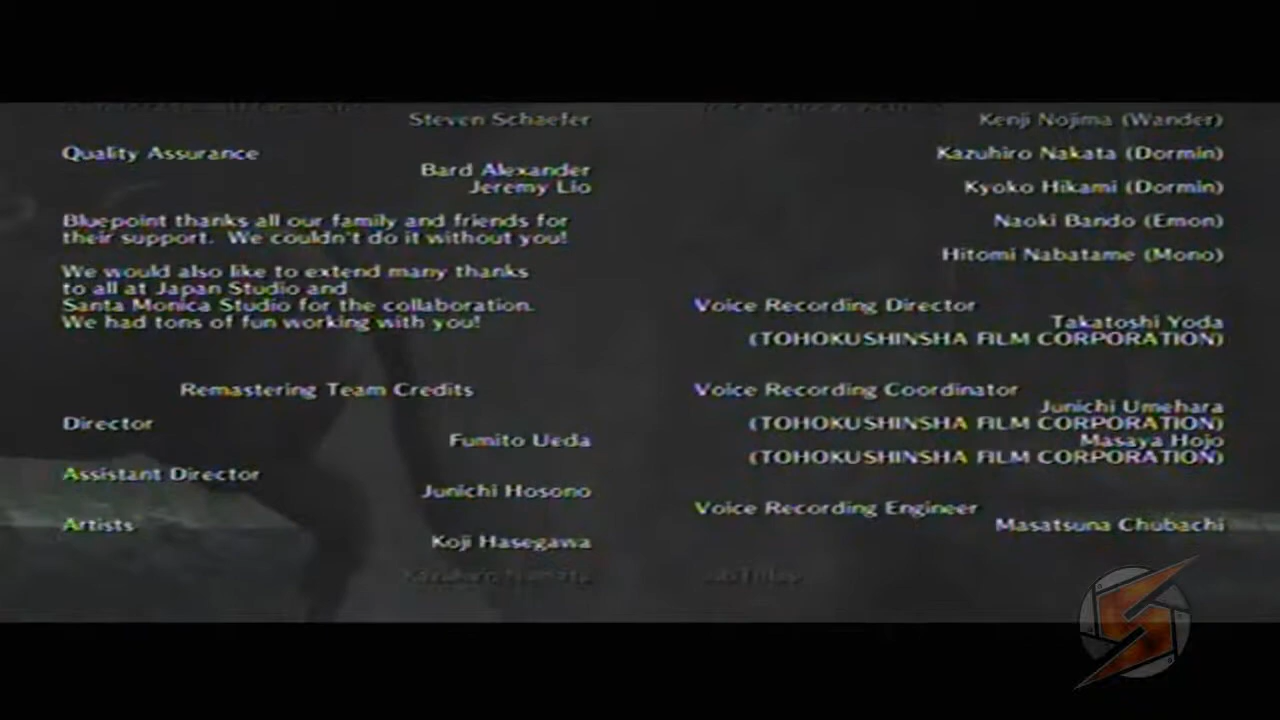 Steven Schaefer
Quality Assurance
Bard Alexander
Jeremy Lio
Bluepoint thanks all our family and friends for
their support. We couldn't do it without you!
We would also like to extend many thanks
to all at Japan Studio and
Santa Monica Studio for the collaboration.
We had tons of fun working with you!
Remastering Team Credits
Director
Fumito Ueda
Assistant Director
Junichi Hosono
Artists
Koji Hasegawa
Kenji Nojima (Wander)
Kazuhiro Nakata (Dormin)
Kyoko Hikami (Dormin)
Naoki Bando (Emon)
Hitomi Nabatame (Mono)
Voice Recording Director
Takatoshi Yoda
(TOHOKUSHINSHA FILM CORPORATION)
Voice Recording Coordinator
Junichi Umehara
(TOHOKUSHINSHA FILM CORPORATION)
Masaya Hojo
(TOHOKUSHINSHA FILM CORPORATION)
Voice Recording Engineer
Masatsuna Chubachi